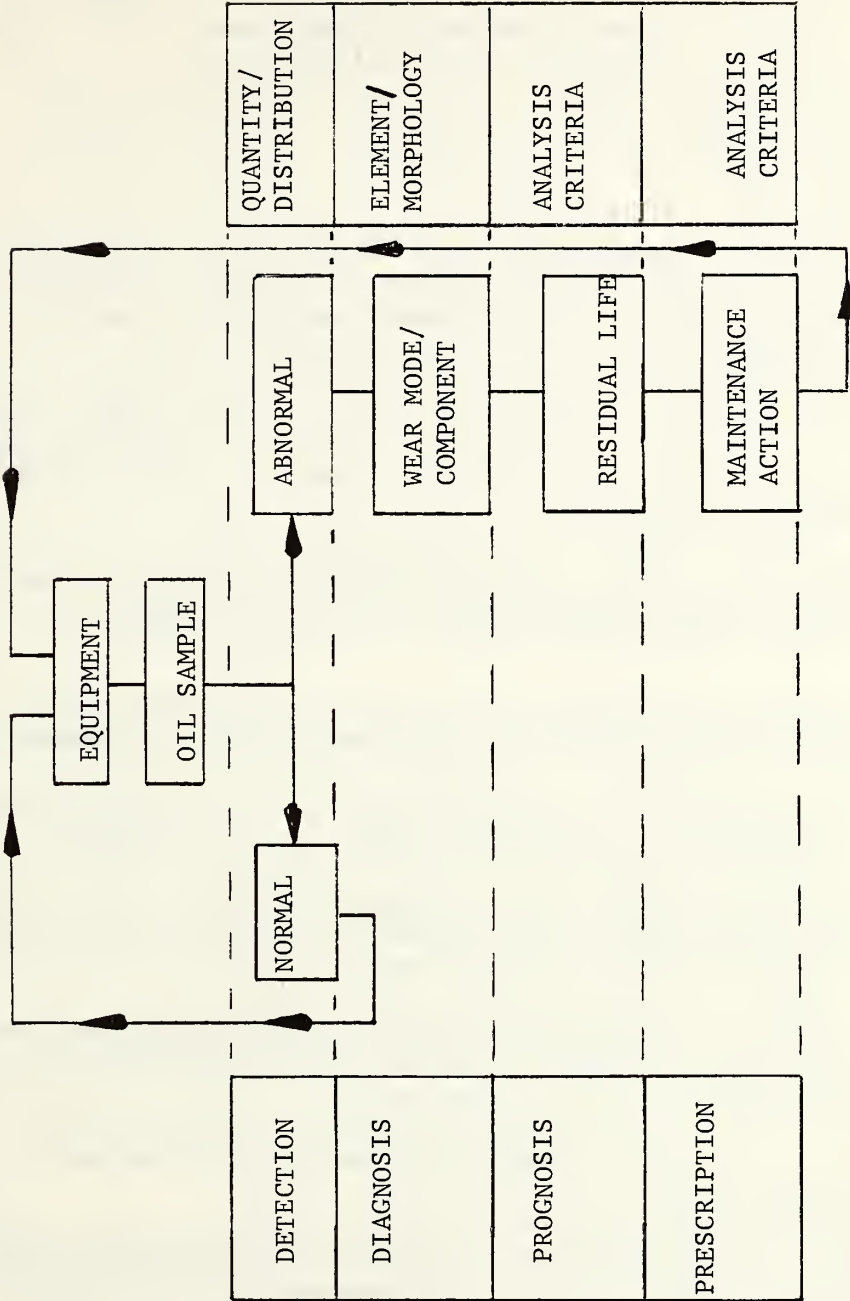 EQUIPMENT
OIL SAMPLE
DETECTION
NORMAL
ABNORMAL
QUANTITY/
DISTRIBUTION
DIAGNOSIS
WEAR MODE/
COMPONENT
ELEMENT/
MORPHOLOGY
PROGNOSIS
RESIDUAL LIFE
ANALYSIS
CRITERIA
PRESCRIPTION
MAINTENANCE
ACTION
ANALYSIS
CRITERIA